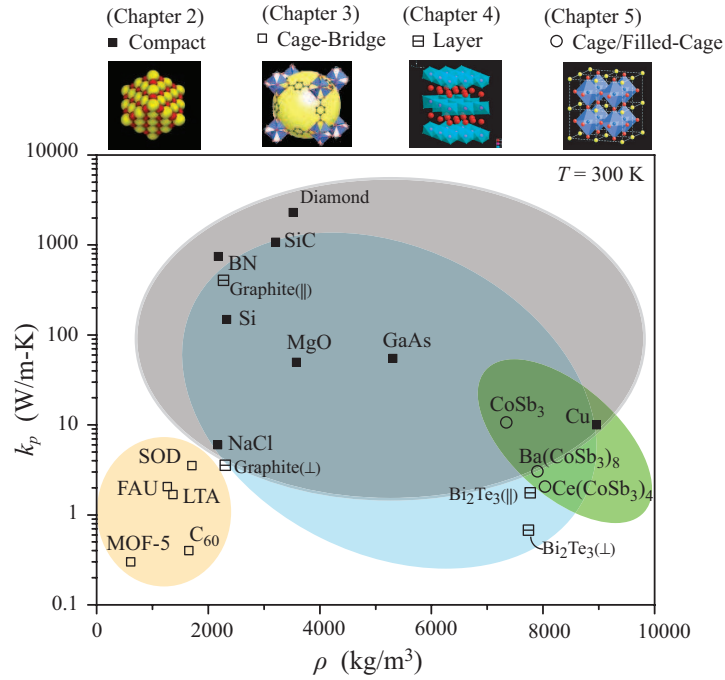 (Chapter 2) (Chapter 3) (Chapter 4) (Chapter 5)
■ Compact □ Cage-Bridge ⊟ Layer ○ Cage/Filled-Cage
10000
T = 300 K
Diamond
1000
SiC
BN
Graphite(||)
Si
100
MgO
GaAs
k_p (W/m-K)
CoSb₃
Cu
10
NaCl
SOD
Graphite(⊥)
Ba(CoSb₃)₈
FAU
LTA
Bi₂Te₃(||)
Ce(CoSb₃)₄
1
MOF-5
C₆₀
Bi₂Te₃(⊥)
0.1
0 2000 4000 6000 8000 10000
ρ (kg/m³)